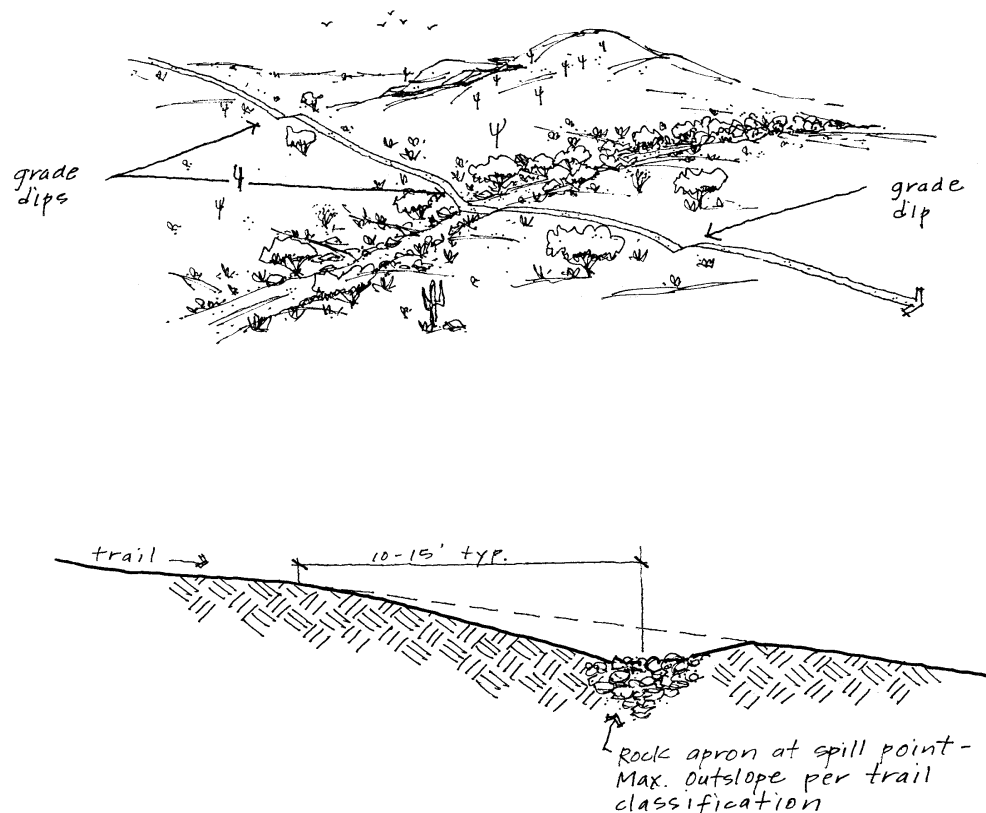 grade
dips
grade
dip
trail
10-15' typ.
Rock apron at spill point-
Max. outslope per trail
classification